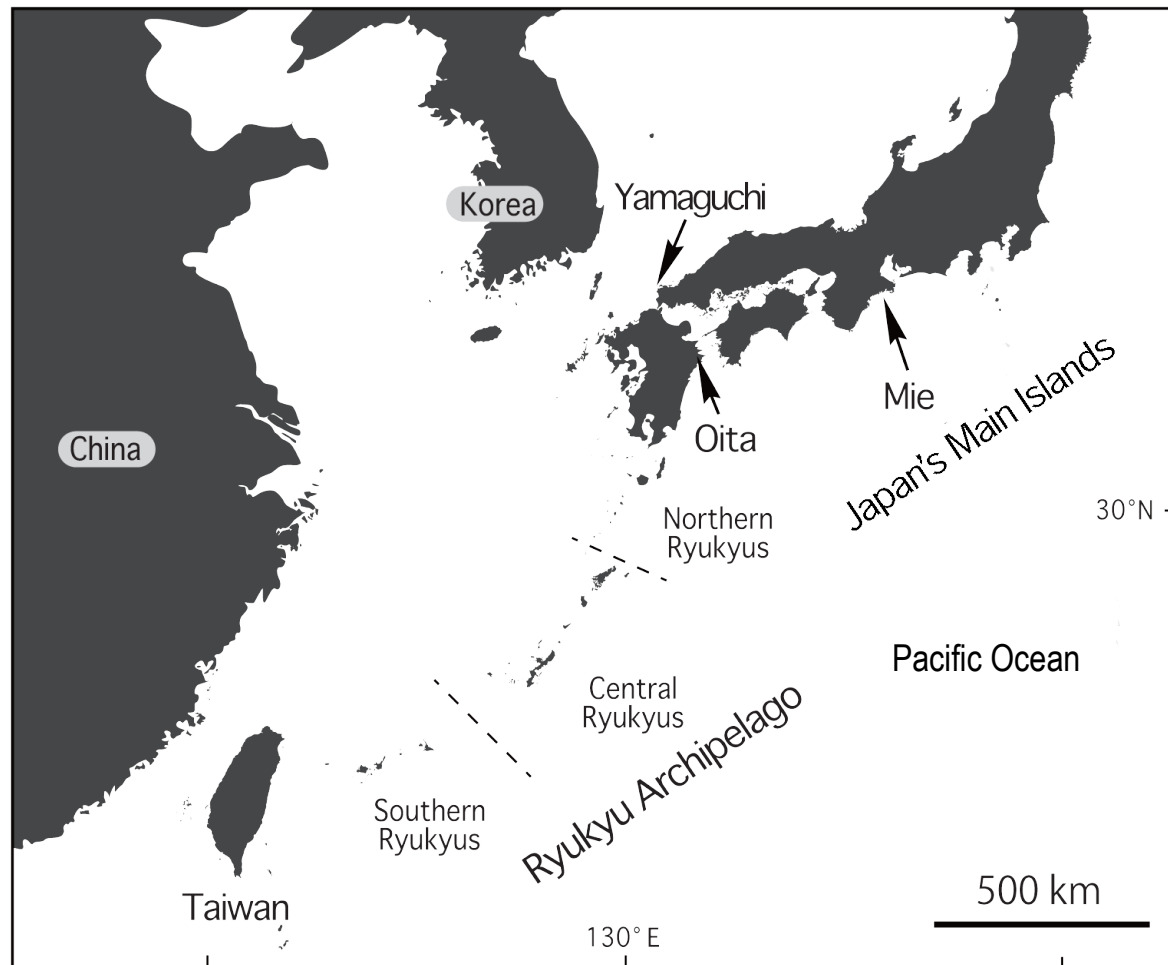 Yamaguchi
Korea
Mie
Japan's Main Islands
China
Oita
30°N
Northern
Ryukyus
Pacific Ocean
Central
Ryukyus
Ryukyu Archipelago
Southern
Ryukyus
500 km
Taiwan
130°E